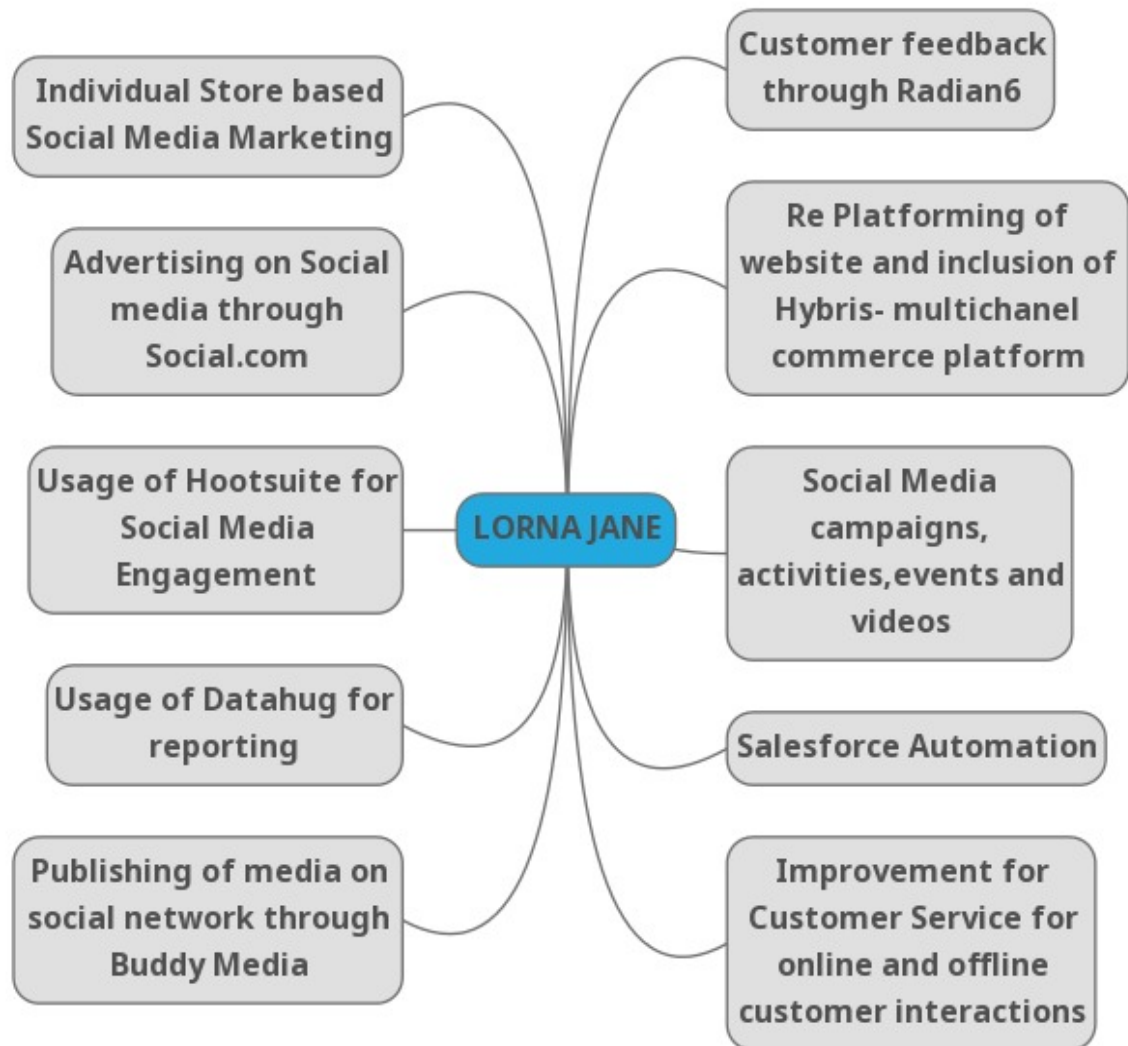 Individual Store based
Social Media Marketing
Advertising on Social
media through
Social.com
Usage of Hootsuite for
Social Media
Engagement
Usage of Datahug for
reporting
Publishing of media on
social network through
Buddy Media
LORNA JANE
Customer feedback
through Radian6
Re Platforming of
website and inclusion of
Hybris- multichanel
commerce platform
Social Media
campaigns,
activities,events and
videos
Salesforce Automation
Improvement for
Customer Service for
online and offline
customer interactions